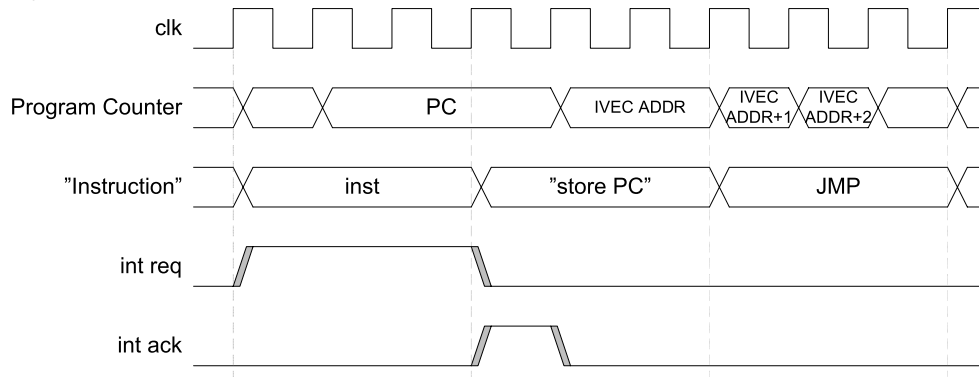 clk
Program Counter
PC
IVEC ADDR
IVEC
ADDR+1
IVEC
ADDR+2
”Instruction”
inst
”store PC”
JMP
int req
int ack